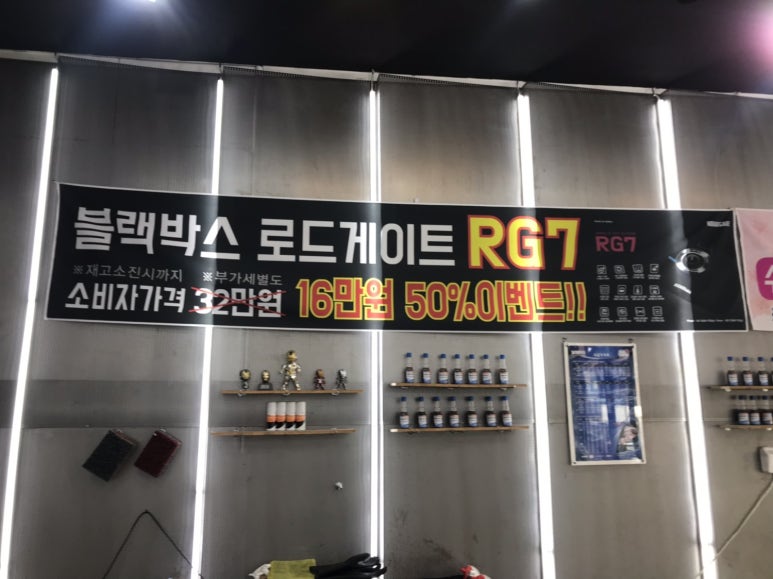 블랙박스 로드게이트 RG7
※재고소진시까지 ※부가세별도
소비자가격 32만원 16만원 50%이벤트!!
RG7